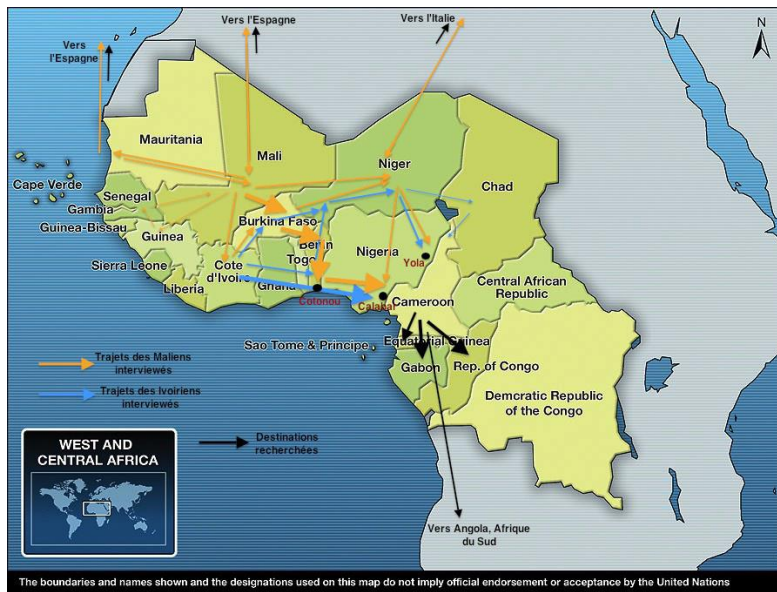 Vers l'Espagne
Vers l'Italie
N
Vers
l'Espagne
Mauritania
Mali
Niger
Chad
Cape Verde
Senegal
Gambia
Guinea-Bissau
Guinea
Sierra Leone
Liberia
Burkina Faso
Cote
d'Ivoire
Ghana
Togo
Benin
Nigeria
Yola
Cotonou
Calabar
Cameroon
Central African
Republic
Sao Tome & Principe
Equatorial Guinea
Gabon
Rep. of Congo
Demcratic Republic
of the Congo
Trajets des Maliens
interviewés
Trajets des Ivoiriens
interviewés
Destinations
recherchées
WEST AND
CENTRAL AFRICA
Vers Angola, Afrique
du Sud
The boundaries and names shown and the designations used on this map do not imply official endorsement or acceptance by the United Nations